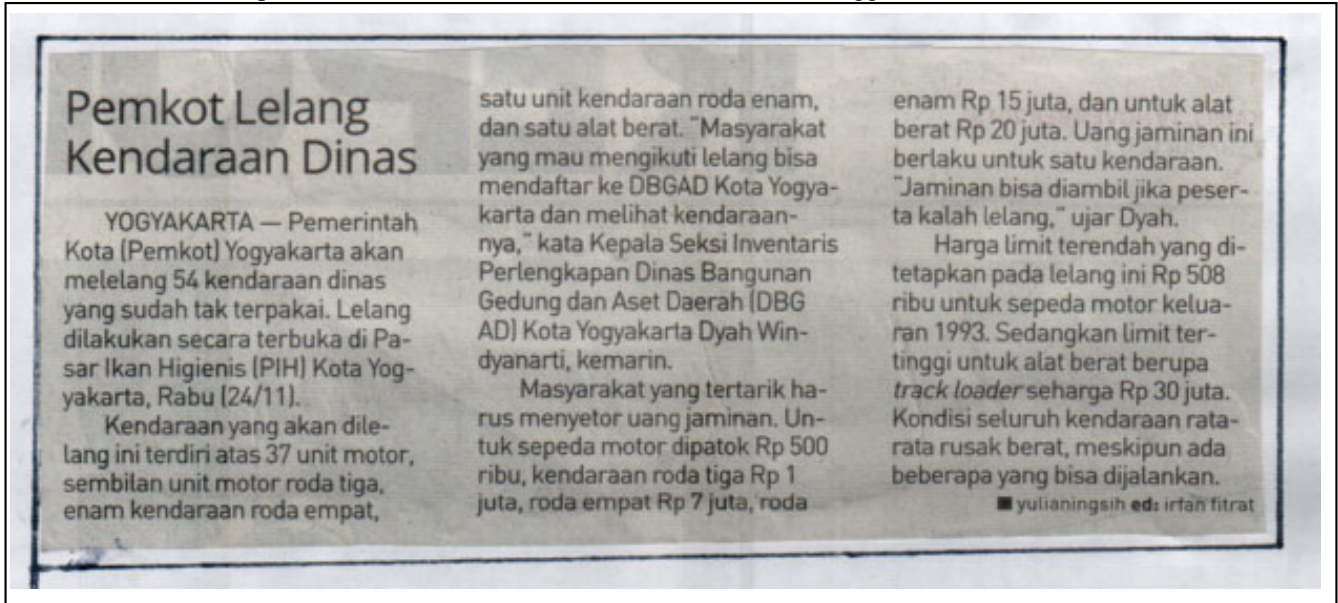 Pemkot Lelang
Kendaraan Dinas
YOGYAKARTA — Pemerintah
Kota (Pemkot) Yogyakarta akan
melelang 54 kendaraan dinas
yang sudah tak terpakai. Lelang
dilakukan secara terbuka di Pa-
sar Ikan Higienis (PIH) Kota Yog-
yakarta, Rabu (24/11).
Kendaraan yang akan dile-
lang ini terdiri atas 37 unit motor,
sembilan unit motor roda tiga,
enam kendaraan roda empat,
satu unit kendaraan roda enam,
dan satu alat berat. "Masyarakat
yang mau mengikuti lelang bisa
mendaftar ke DBGAD Kota Yogya-
karta dan melihat kendaraan-
nya," kata Kepala Seksi Inventaris
Perlengkapan Dinas Bangunan
Gedung dan Aset Daerah (DBG
AD) Kota Yogyakarta Dyah Win-
dyanarti, kemarin.
Masyarakat yang tertarik ha-
rus menyetor uang jaminan. Un-
tuk sepeda motor dipatok Rp 500
ribu, kendaraan roda tiga Rp 1
juta, roda empat Rp 7 juta, roda
enam Rp 15 juta, dan untuk alat
berat Rp 20 juta. Uang jaminan ini
berlaku untuk satu kendaraan.
"Jaminan bisa diambil jika peser-
ta kalah lelang," ujar Dyah.
Harga limit terendah yang di-
tetapkan pada lelang ini Rp 508
ribu untuk sepeda motor kelua-
ran 1993. Sedangkan limit ter-
tinggi untuk alat berat berupa
track loader seharga Rp 30 juta.
Kondisi seluruh kendaraan rata-
rata rusak berat, meskipun ada
beberapa yang bisa dijalankan.
■ yulianingsih ed: irfan fitrat